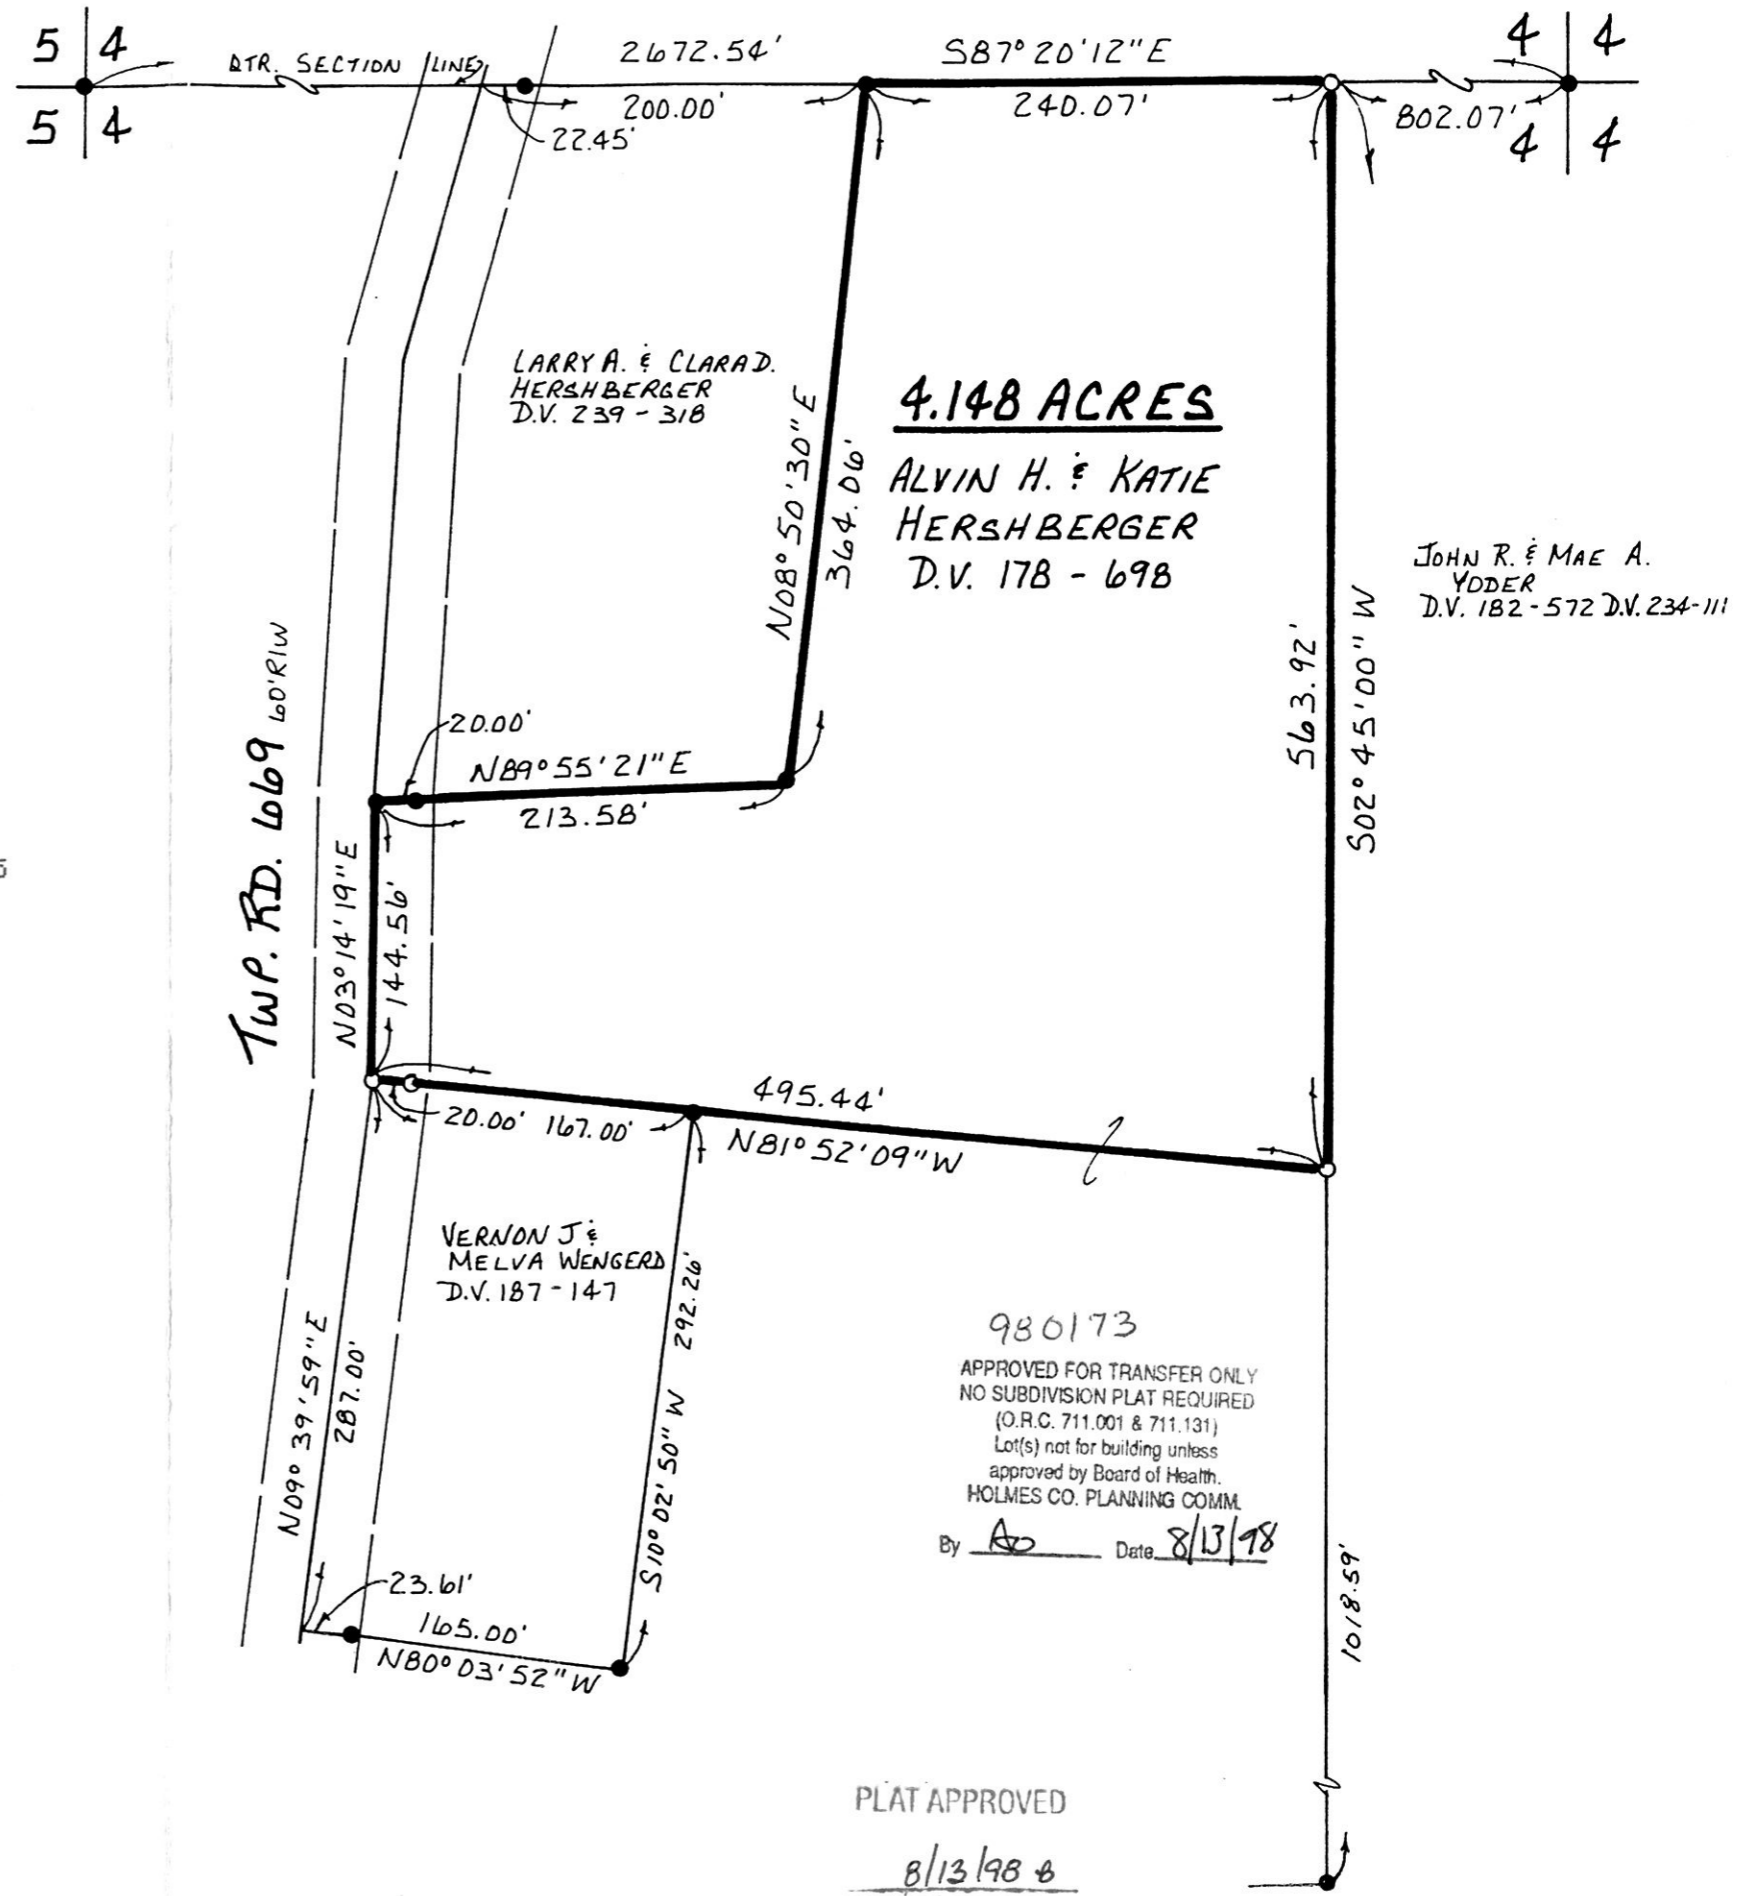 5 4
5 4
QTR. SECTION LINE
2672.54'
S87°20'12"E
4 4
4 4
200.00'
22.45'
240.07'
802.07'
LARRY A. & CLARA D.
HERSHBERGER
D.V. 239 - 318
N08°50'30"E
364.06'
4.148 ACRES
ALVIN H. & KATIE
HERSHBERGER
D.V. 178 - 698
563.92'
S02°45'00"W
JOHN R. & MAE A.
YODER
D.V. 182-572 D.V. 234-111
TWP. RD. 669 60'R/W
20.00'
N89°55'21"E
213.58'
N03°14'19"E
144.56'
5
495.44'
20.00' 167.00'
N81°52'09"W
VERNON J &
MELVA WENGERD
D.V. 187-147
N09°39'59"E
287.00'
S10°02'50"W 292.26'
23.61'
165.00'
N80°03'52"W
980173
APPROVED FOR TRANSFER ONLY
NO SUBDIVISION PLAT REQUIRED
(O.R.C. 711.001 & 711.131)
Lot(s) not for building unless
approved by Board of Health.
HOLMES CO. PLANNING COMM.
By Date 8/13/98
1018.59'
PLAT APPROVED
8/13/98